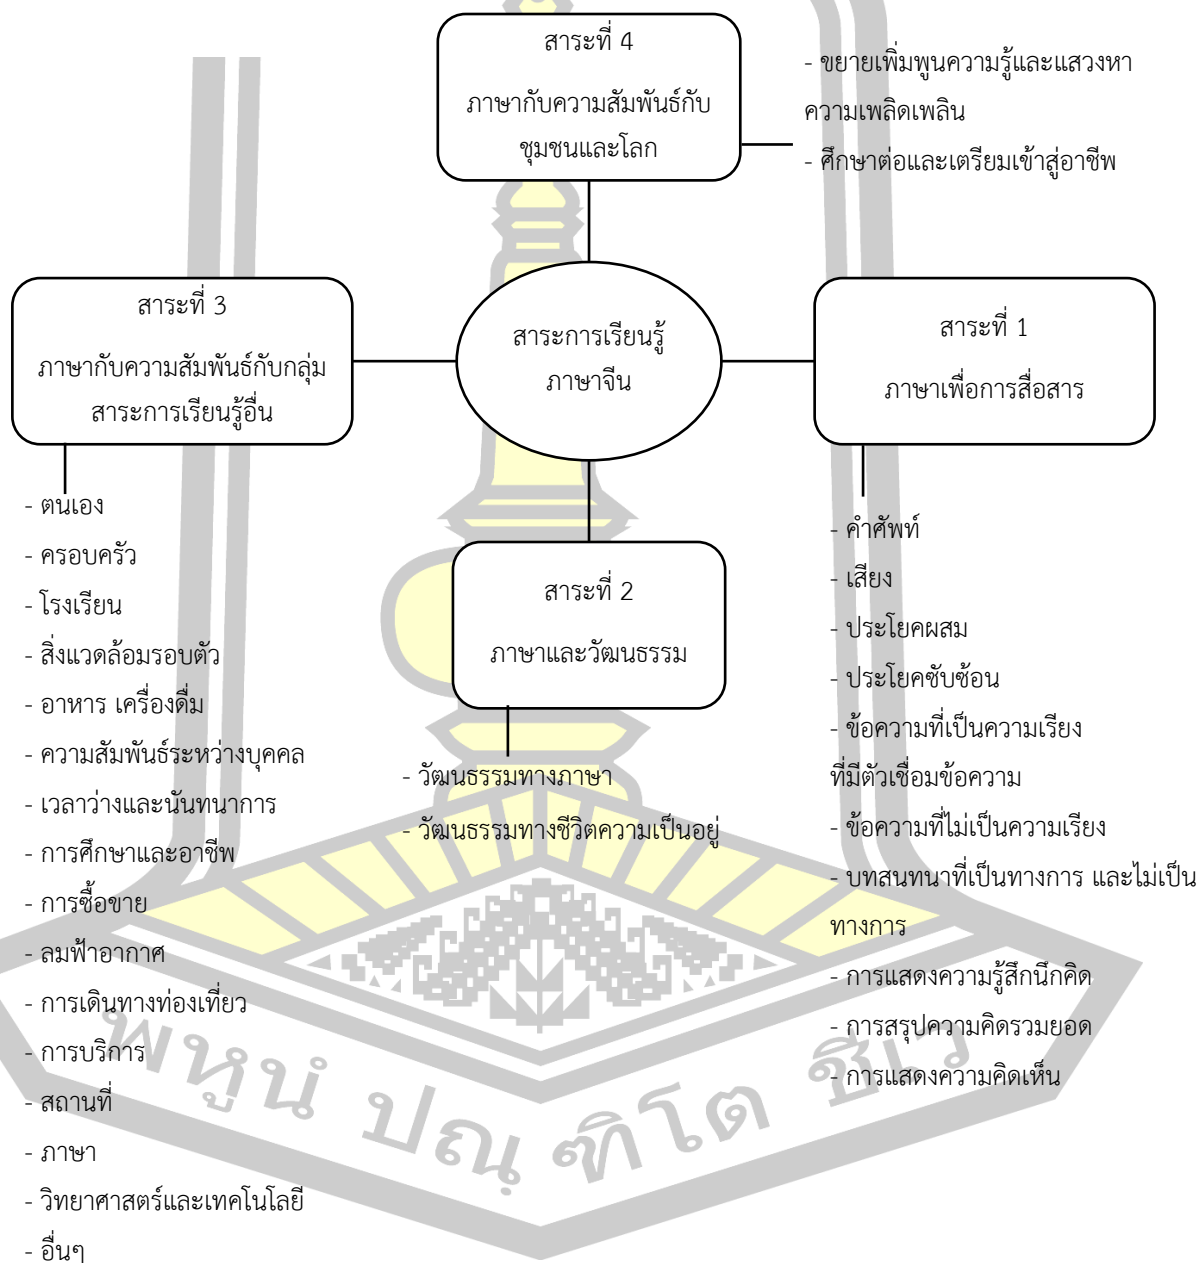 สาระที่ 4
ภาษากับความสัมพันธ์กับ
ชุมชนและโลก
- ขยายเพิ่มพูนความรู้และแสวงหา
ความเพลิดเพลิน
- ศึกษาต่อและเตรียมเข้าสู่อาชีพ
สาระที่ 3
ภาษากับความสัมพันธ์กับกลุ่ม
สาระการเรียนรู้อื่น
สาระการเรียนรู้
ภาษาจีน
สาระที่ 1
ภาษาเพื่อการสื่อสาร
- ตนเอง
- ครอบครัว
- โรงเรียน
- สิ่งแวดล้อมรอบตัว
- อาหาร เครื่องดื่ม
- ความสัมพันธ์ระหว่างบุคคล
- เวลาว่างและนันทนาการ
- การศึกษาและอาชีพ
- การซื้อขาย
- ลมฟ้าอากาศ
- การเดินทางท่องเที่ยว
- การบริการ
- สถานที่
- ภาษา
- วิทยาศาสตร์และเทคโนโลยี
- อื่นๆ
สาระที่ 2
ภาษาและวัฒนธรรม
- วัฒนธรรมทางภาษา
- วัฒนธรรมทางชีวิตความเป็นอยู่
- คำศัพท์
- เสียง
- ประโยคผสม
- ประโยคซับซ้อน
- ข้อความที่เป็นความเรียง
ที่มีตัวเชื่อมข้อความ
- ข้อความที่ไม่เป็นความเรียง
- บทสนทนาที่เป็นทางการ และไม่เป็น
ทางการ
- การแสดงความรู้สึกนึกคิด
- การสรุปความคิดรวมยอด
- การแสดงความคิดเห็น
พหูนํ ปณฺฑิโต ชีเว